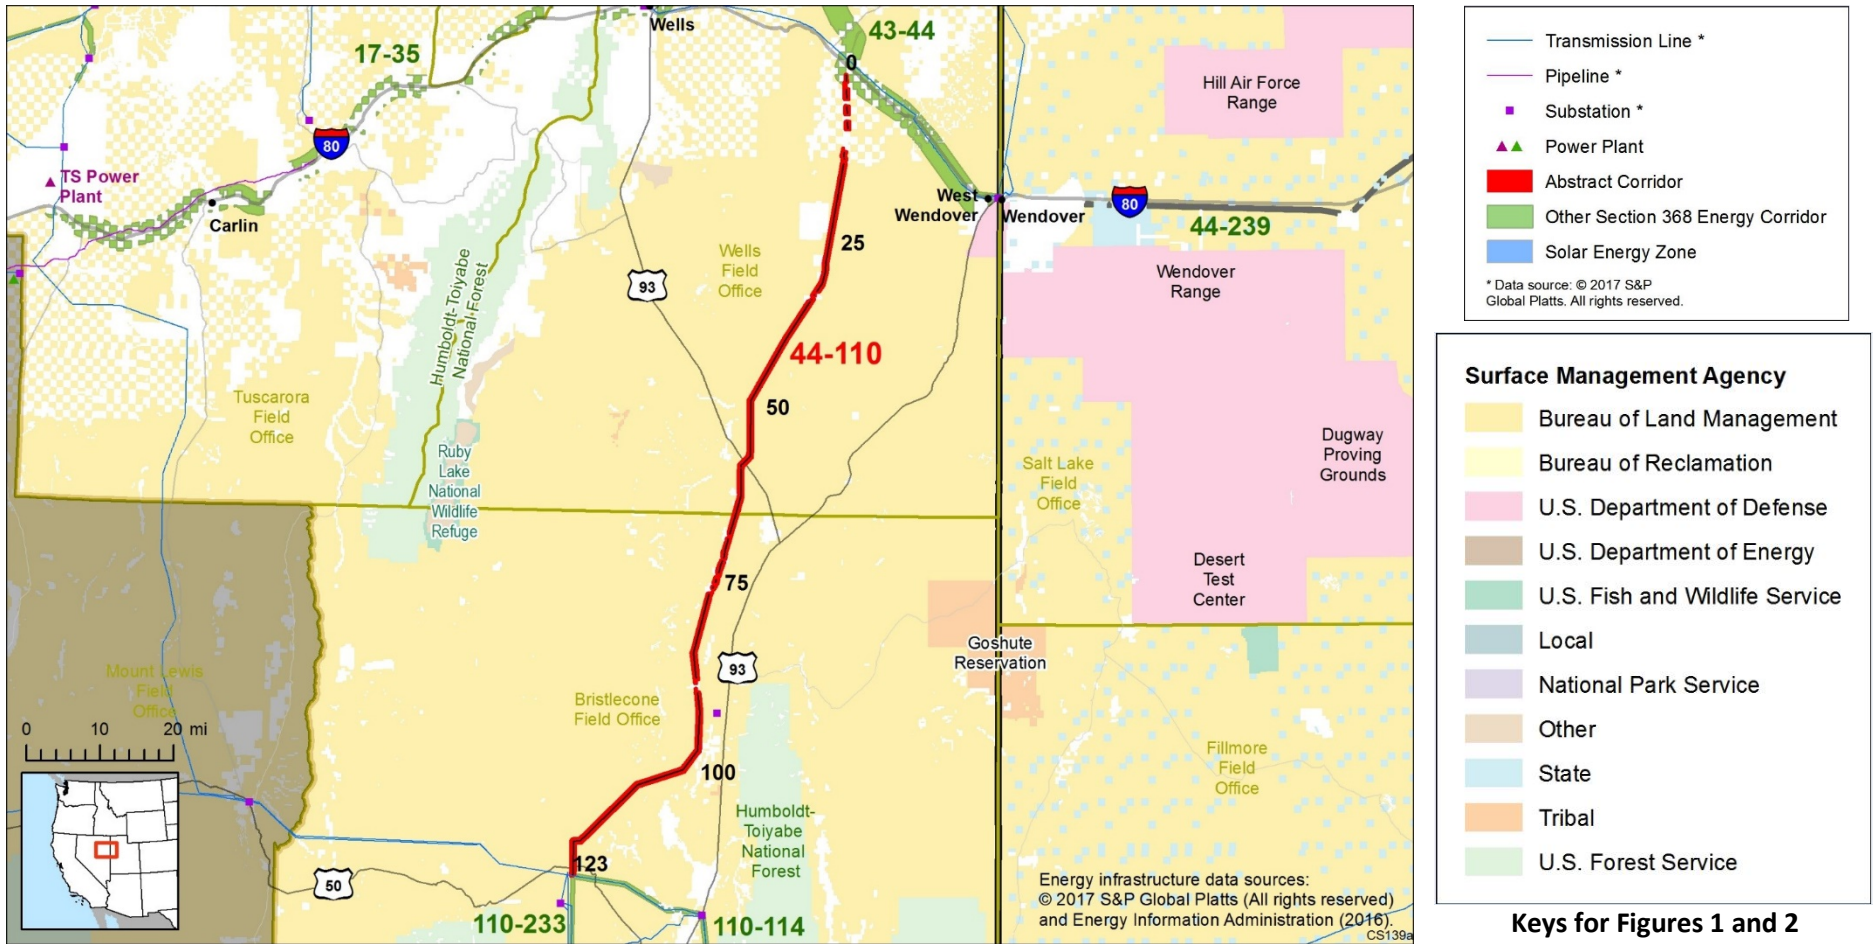 Wells
43-44
17-35
0
80
TS Power
Plant
Carlin
Hill Air Force
Range
West
Wendover
Wendover
80
44-239
25
Wells
Field
Office
93
Humboldt-Toiyabe
National Forest
Wendover
Range
44-110
50
Tuscarora
Field
Office
Ruby
Lake
National
Wildlife
Refuge
Salt Lake
Field
Office
Dugway
Proving
Grounds
Desert
Test
Center
75
Goshute
Reservation
93
Mount Lewis
Field
Office
Bristlecone
Field Office
0 10 20 mi
100
Fillmore
Field
Office
Humboldt-
Toiyabe
National
Forest
123
50
110-233
110-114
Energy infrastructure data sources:
© 2017 S&P Global Platts (All rights reserved)
and Energy Information Administration (2016).
CS139a
Transmission Line *
Pipeline *
Substation *
Power Plant
Abstract Corridor
Other Section 368 Energy Corridor
Solar Energy Zone
* Data source: © 2017 S&P
Global Platts. All rights reserved.
Surface Management Agency
Bureau of Land Management
Bureau of Reclamation
U.S. Department of Defense
U.S. Department of Energy
U.S. Fish and Wildlife Service
Local
National Park Service
Other
State
Tribal
U.S. Forest Service
Keys for Figures 1 and 2